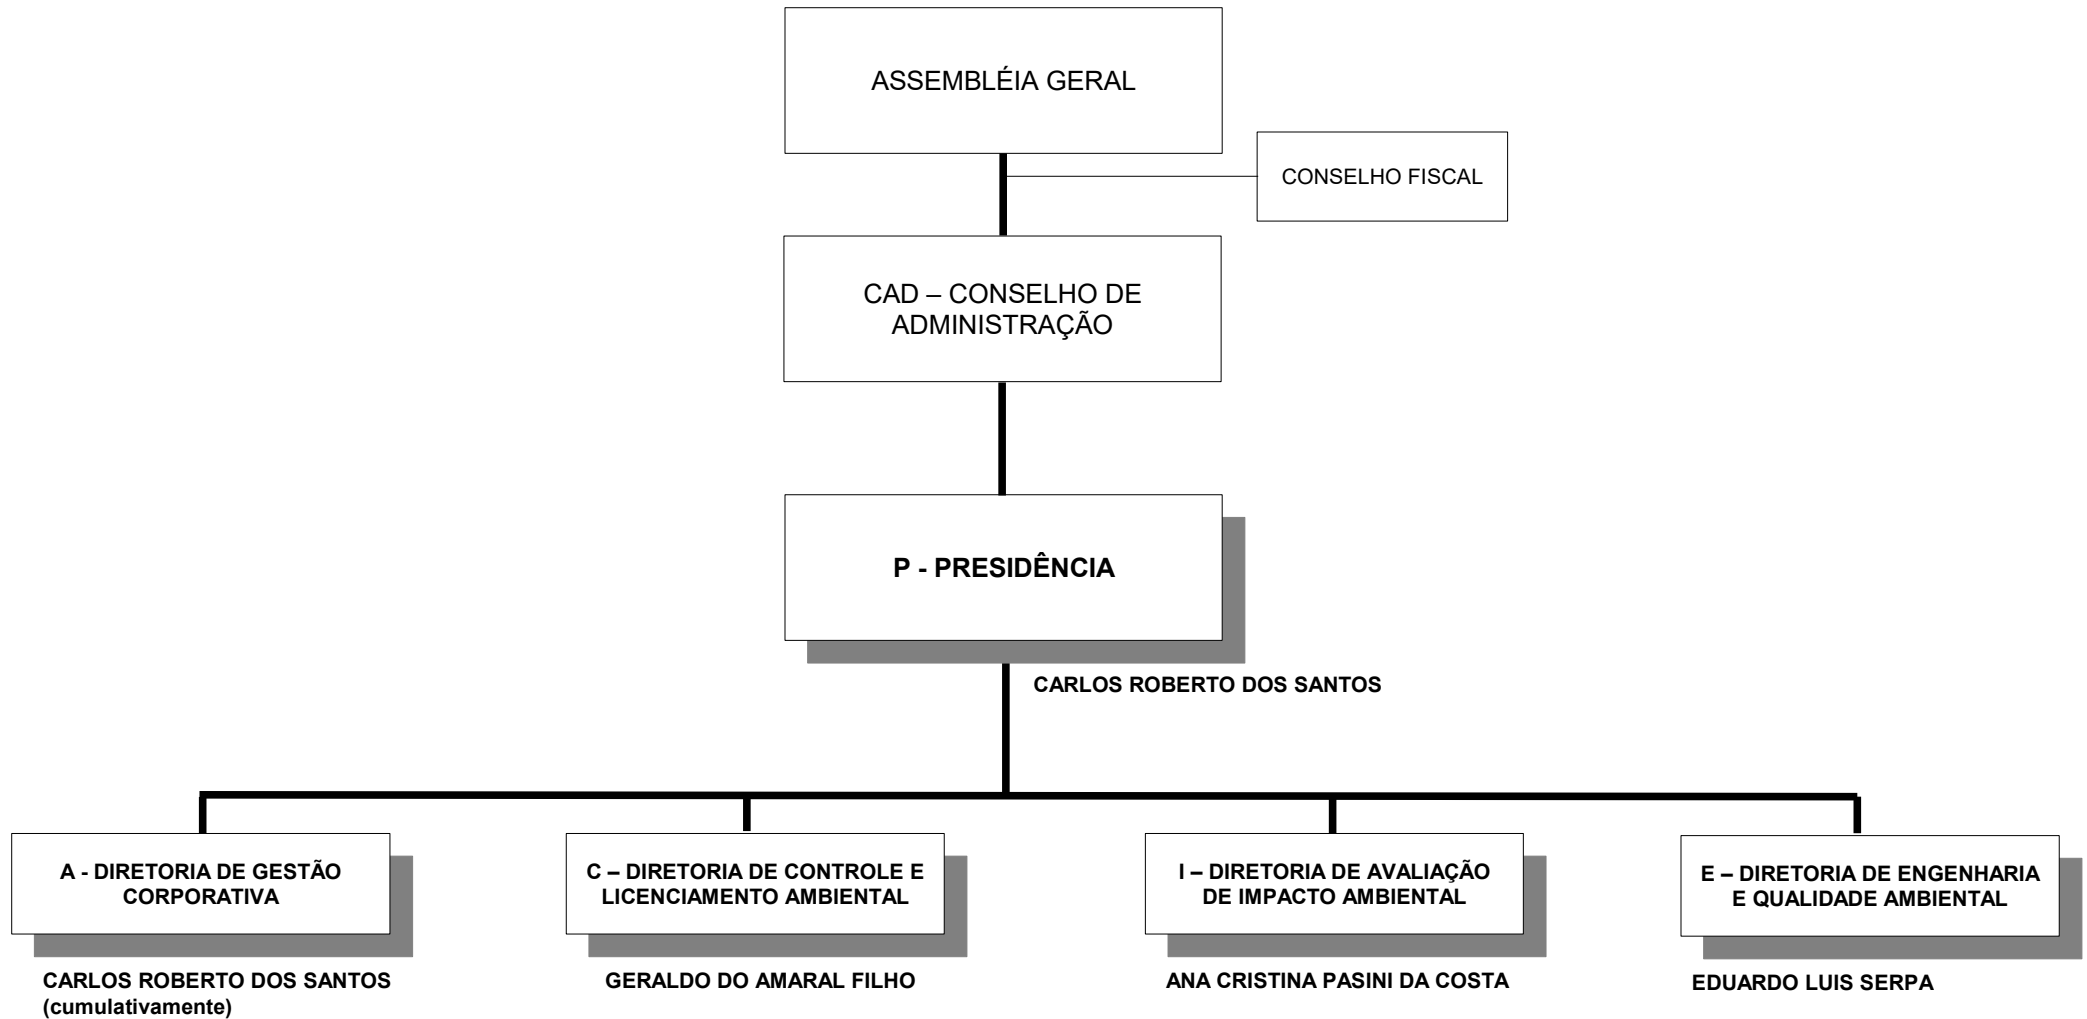 ASSEMBLÉIA GERAL
CONSELHO FISCAL
CAD – CONSELHO DE
ADMINISTRAÇÃO
P - PRESIDÊNCIA
CARLOS ROBERTO DOS SANTOS
A - DIRETORIA DE GESTÃO
CORPORATIVA
CARLOS ROBERTO DOS SANTOS
(cumulativamente)
C – DIRETORIA DE CONTROLE E
LICENCIAMENTO AMBIENTAL
GERALDO DO AMARAL FILHO
I – DIRETORIA DE AVALIAÇÃO
DE IMPACTO AMBIENTAL
ANA CRISTINA PASINI DA COSTA
E – DIRETORIA DE ENGENHARIA
E QUALIDADE AMBIENTAL
EDUARDO LUIS SERPA